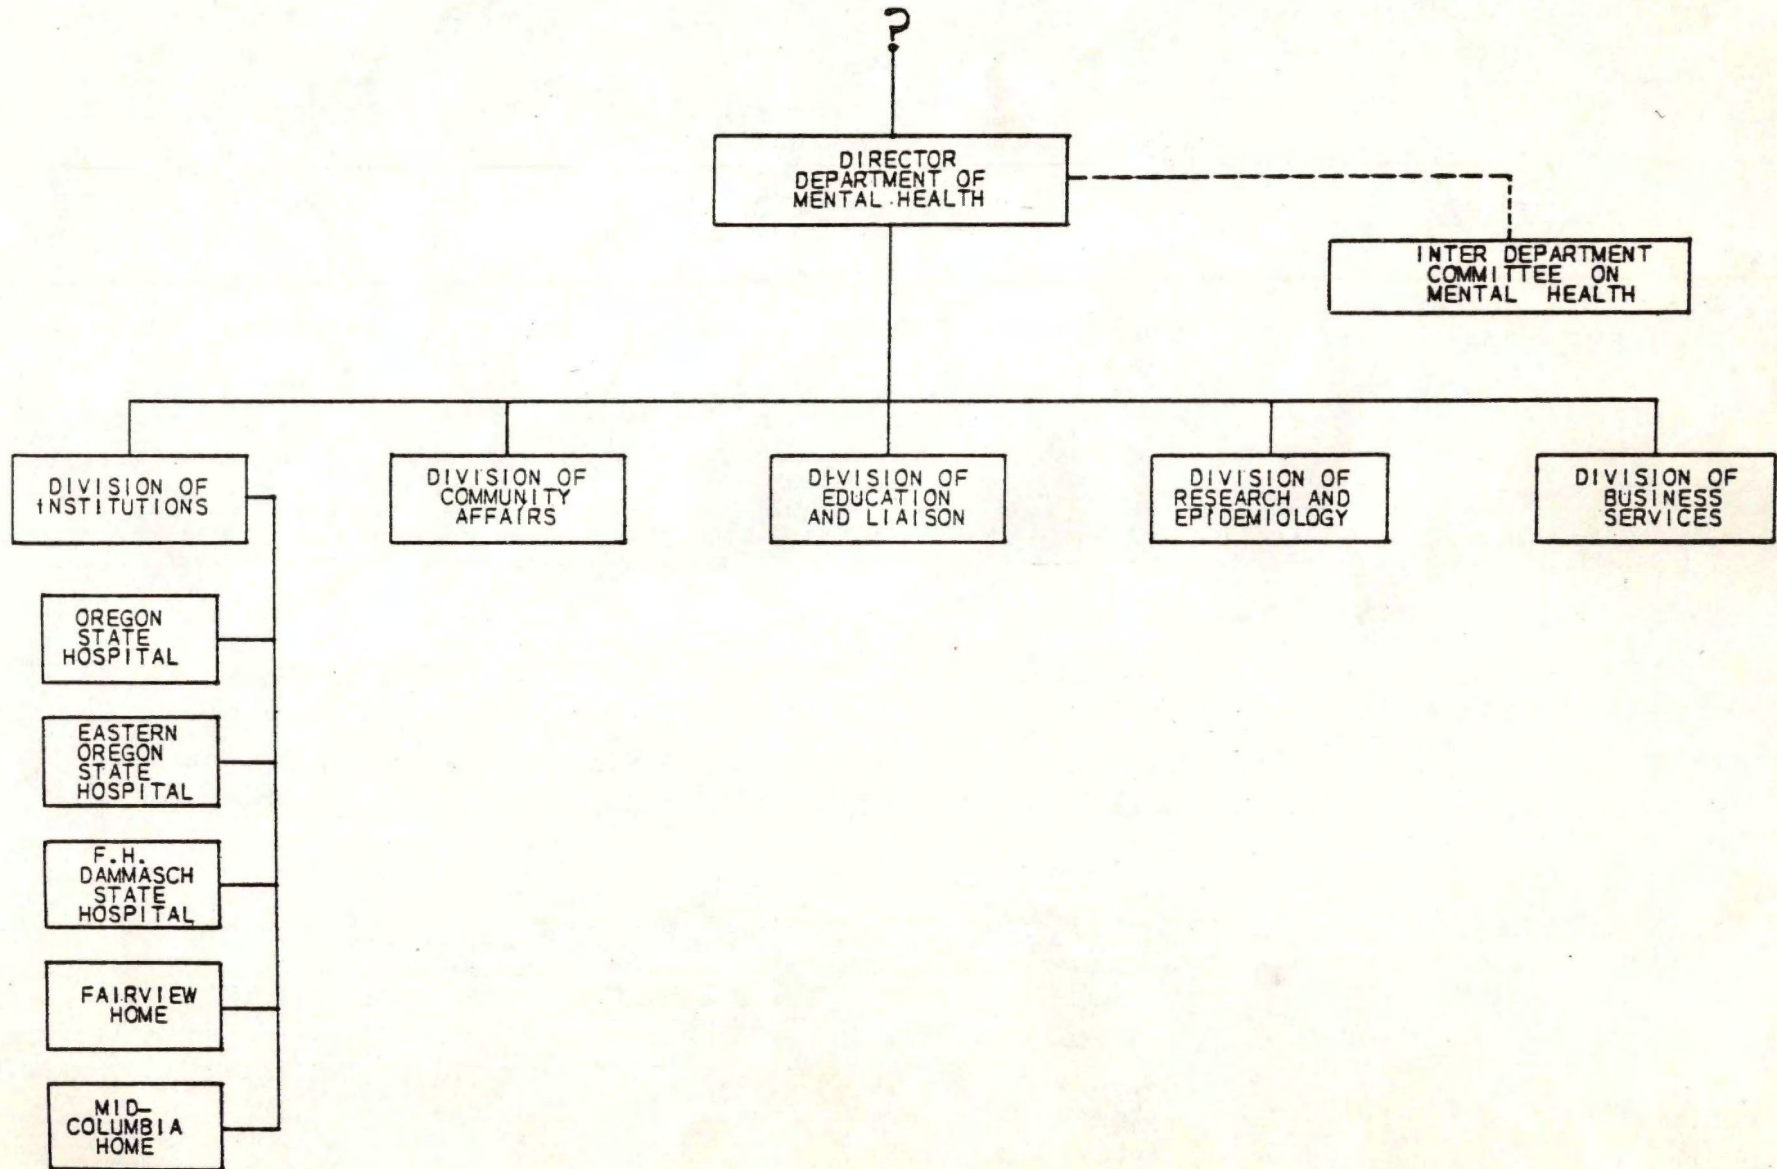 ?
DIRECTOR
DEPARTMENT OF
MENTAL HEALTH
INTER DEPARTMENT
COMMITTEE ON
MENTAL HEALTH
DIVISION OF
INSTITUTIONS
DIVISION OF
COMMUNITY
AFFAIRS
DIVISION OF
EDUCATION
AND LIAISON
DIVISION OF
RESEARCH AND
EPIDEMIOLOGY
DIVISION OF
BUSINESS
SERVICES
OREGON
STATE
HOSPITAL
EASTERN
OREGON
STATE
HOSPITAL
F.H.
DAMMASCH
STATE
HOSPITAL
FAIRVIEW
HOME
MID-
COLUMBIA
HOME